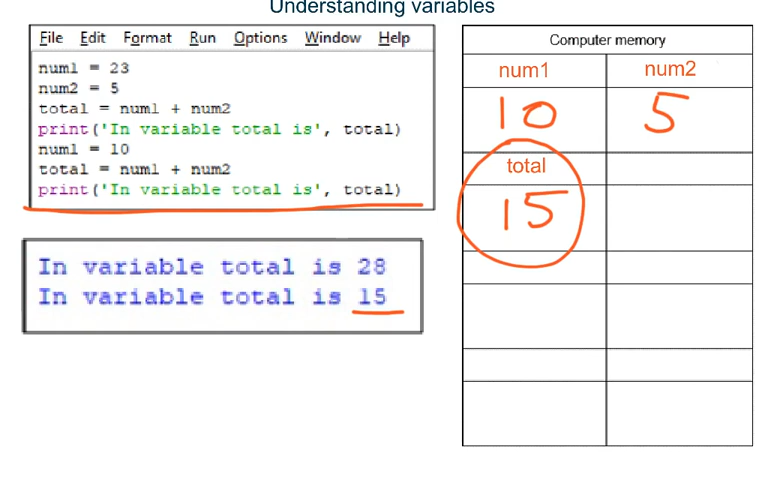 Understanding variables
File Edit Format Run Options Window Help
num1 = 23
num2 = 5
total = num1 + num2
print('In variable total is', total)
num1 = 10
total = num1 + num2
print('In variable total is', total)
In variable total is 28
In variable total is 15
Computer memory
num1 num2
10 5
total
15